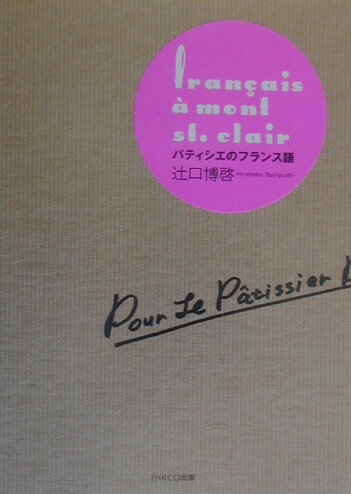 français
à mont
st. clair
パティシエのフランス語
辻口博啓 Hironobu Tsujiguchi
Pour Le Pâtissier
PARCO出版